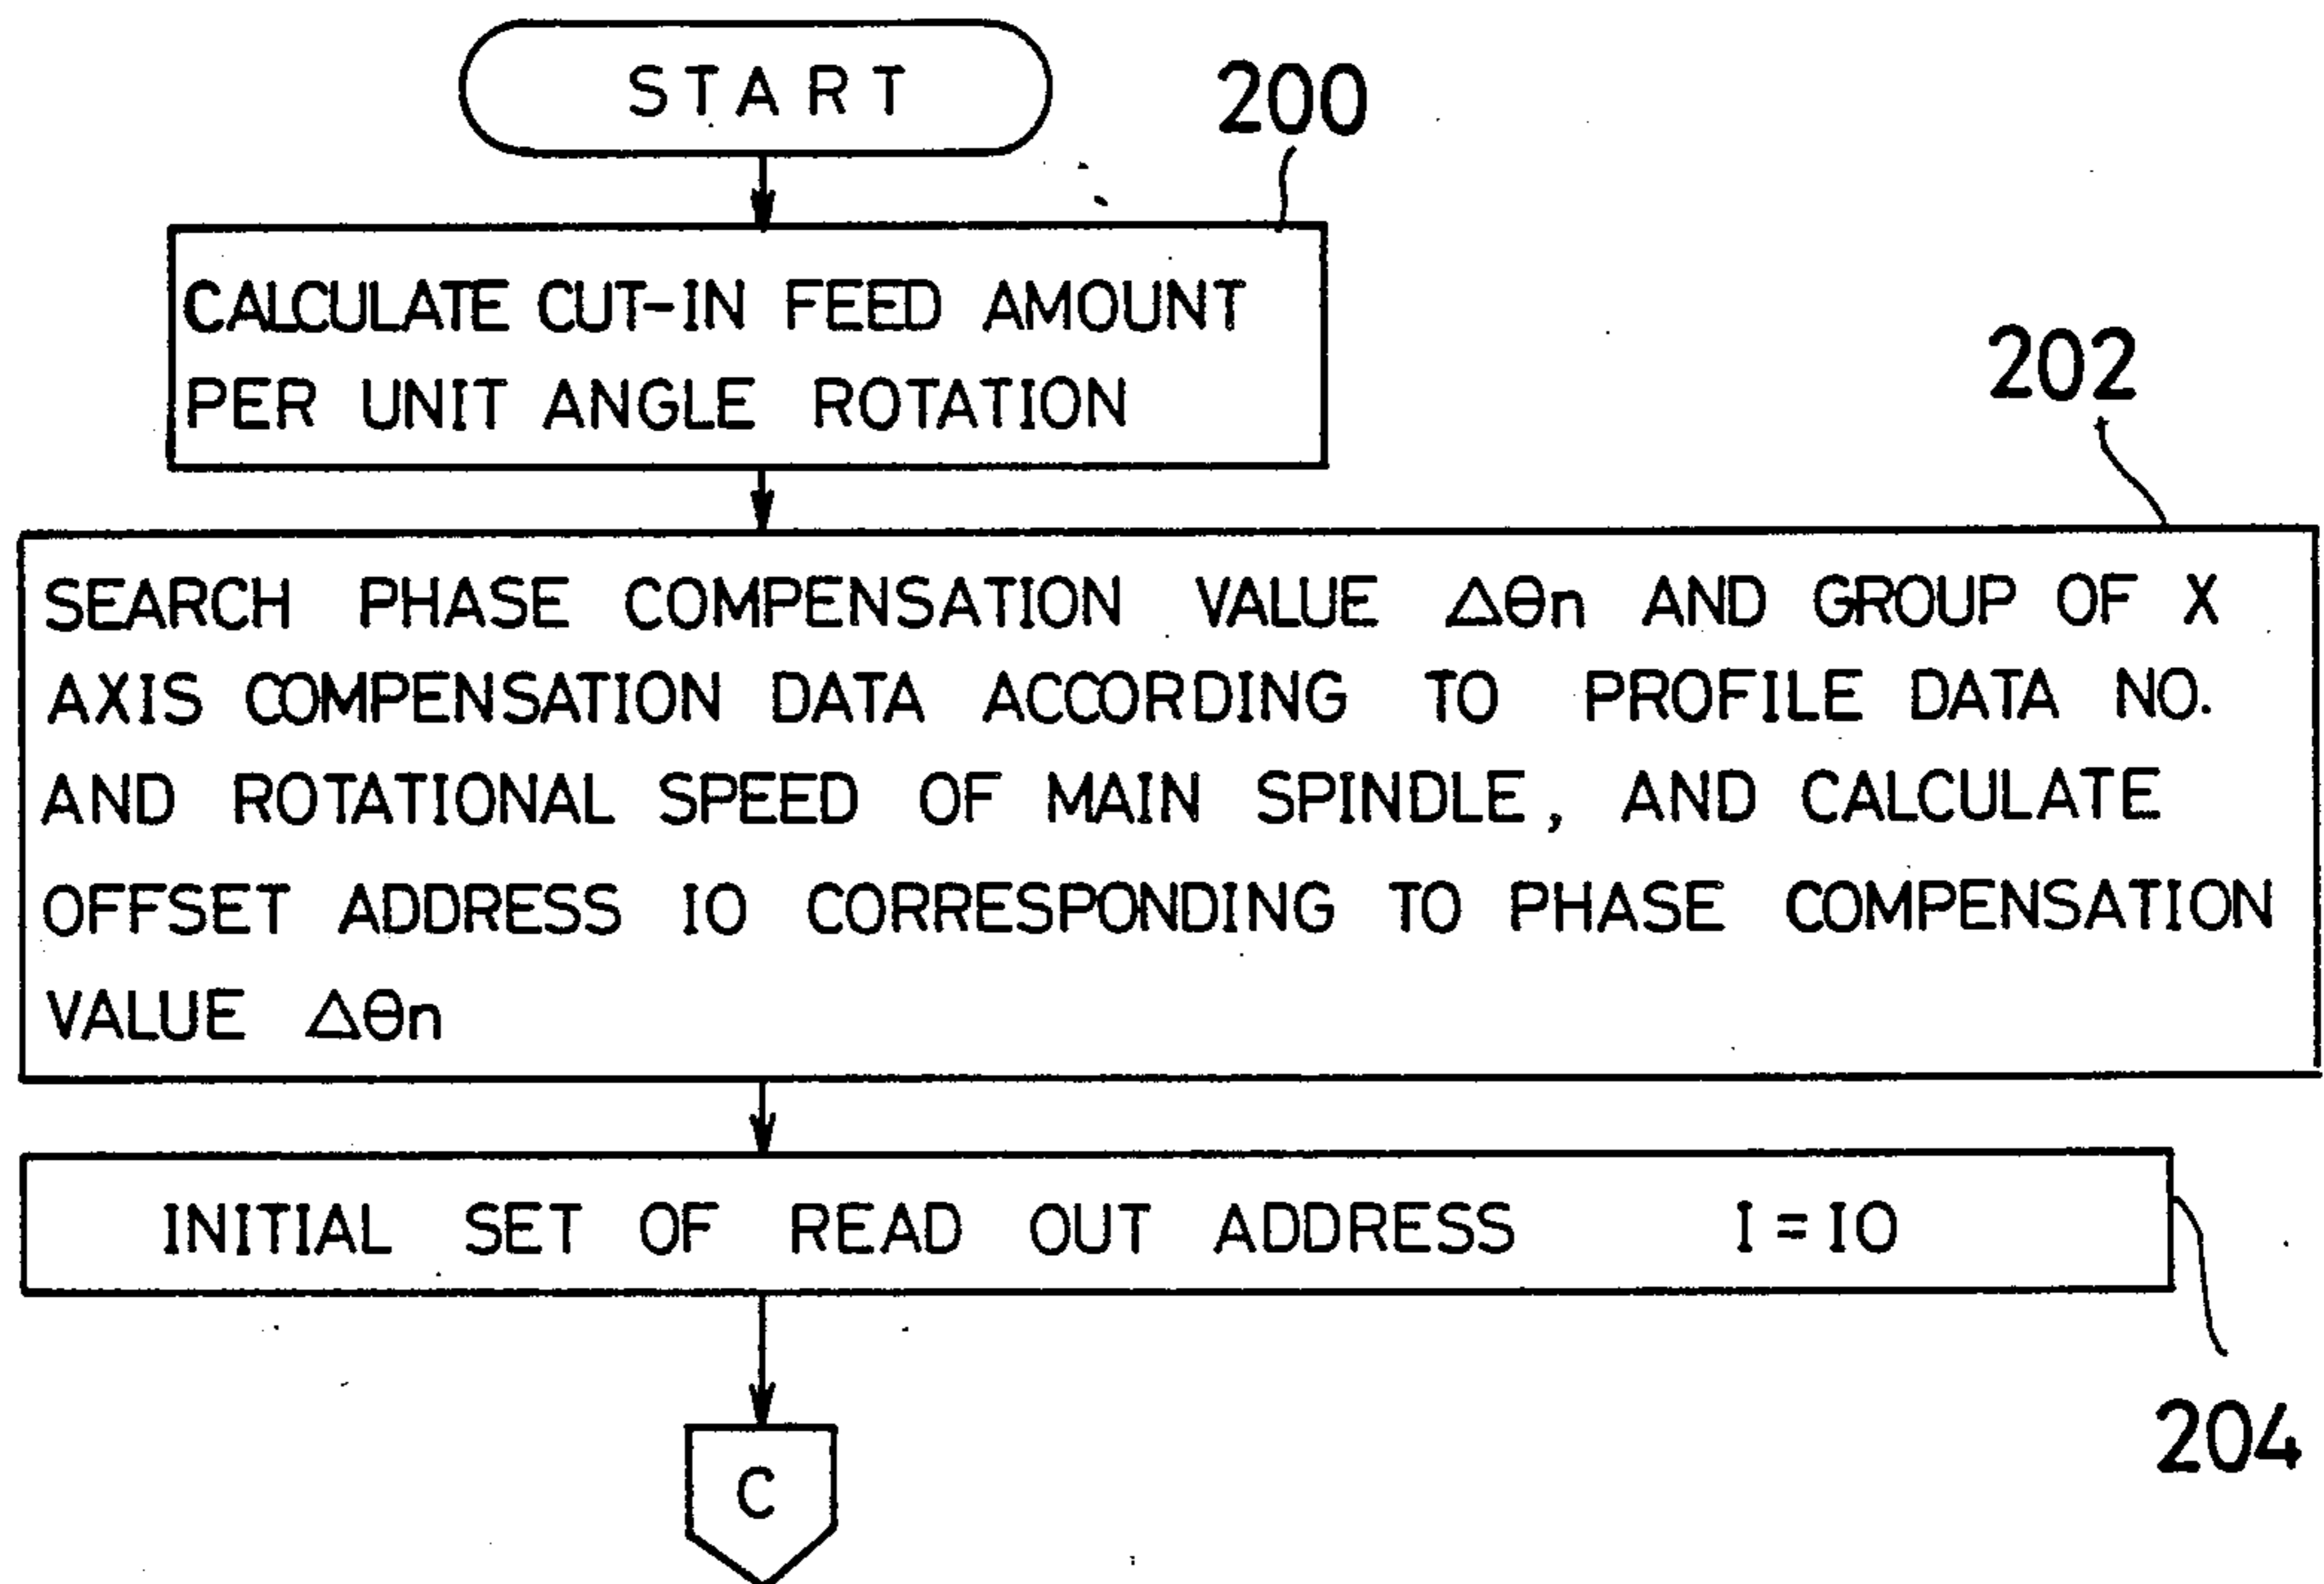 START
200
CALCULATE CUT-IN FEED AMOUNT
PER UNIT ANGLE ROTATION
202
SEARCH PHASE COMPENSATION VALUE Δθn AND GROUP OF X
AXIS COMPENSATION DATA ACCORDING TO PROFILE DATA NO.
AND ROTATIONAL SPEED OF MAIN SPINDLE, AND CALCULATE
OFFSET ADDRESS IO CORRESPONDING TO PHASE COMPENSATION
VALUE Δθn
INITIAL SET OF READ OUT ADDRESS I = IO
204
C